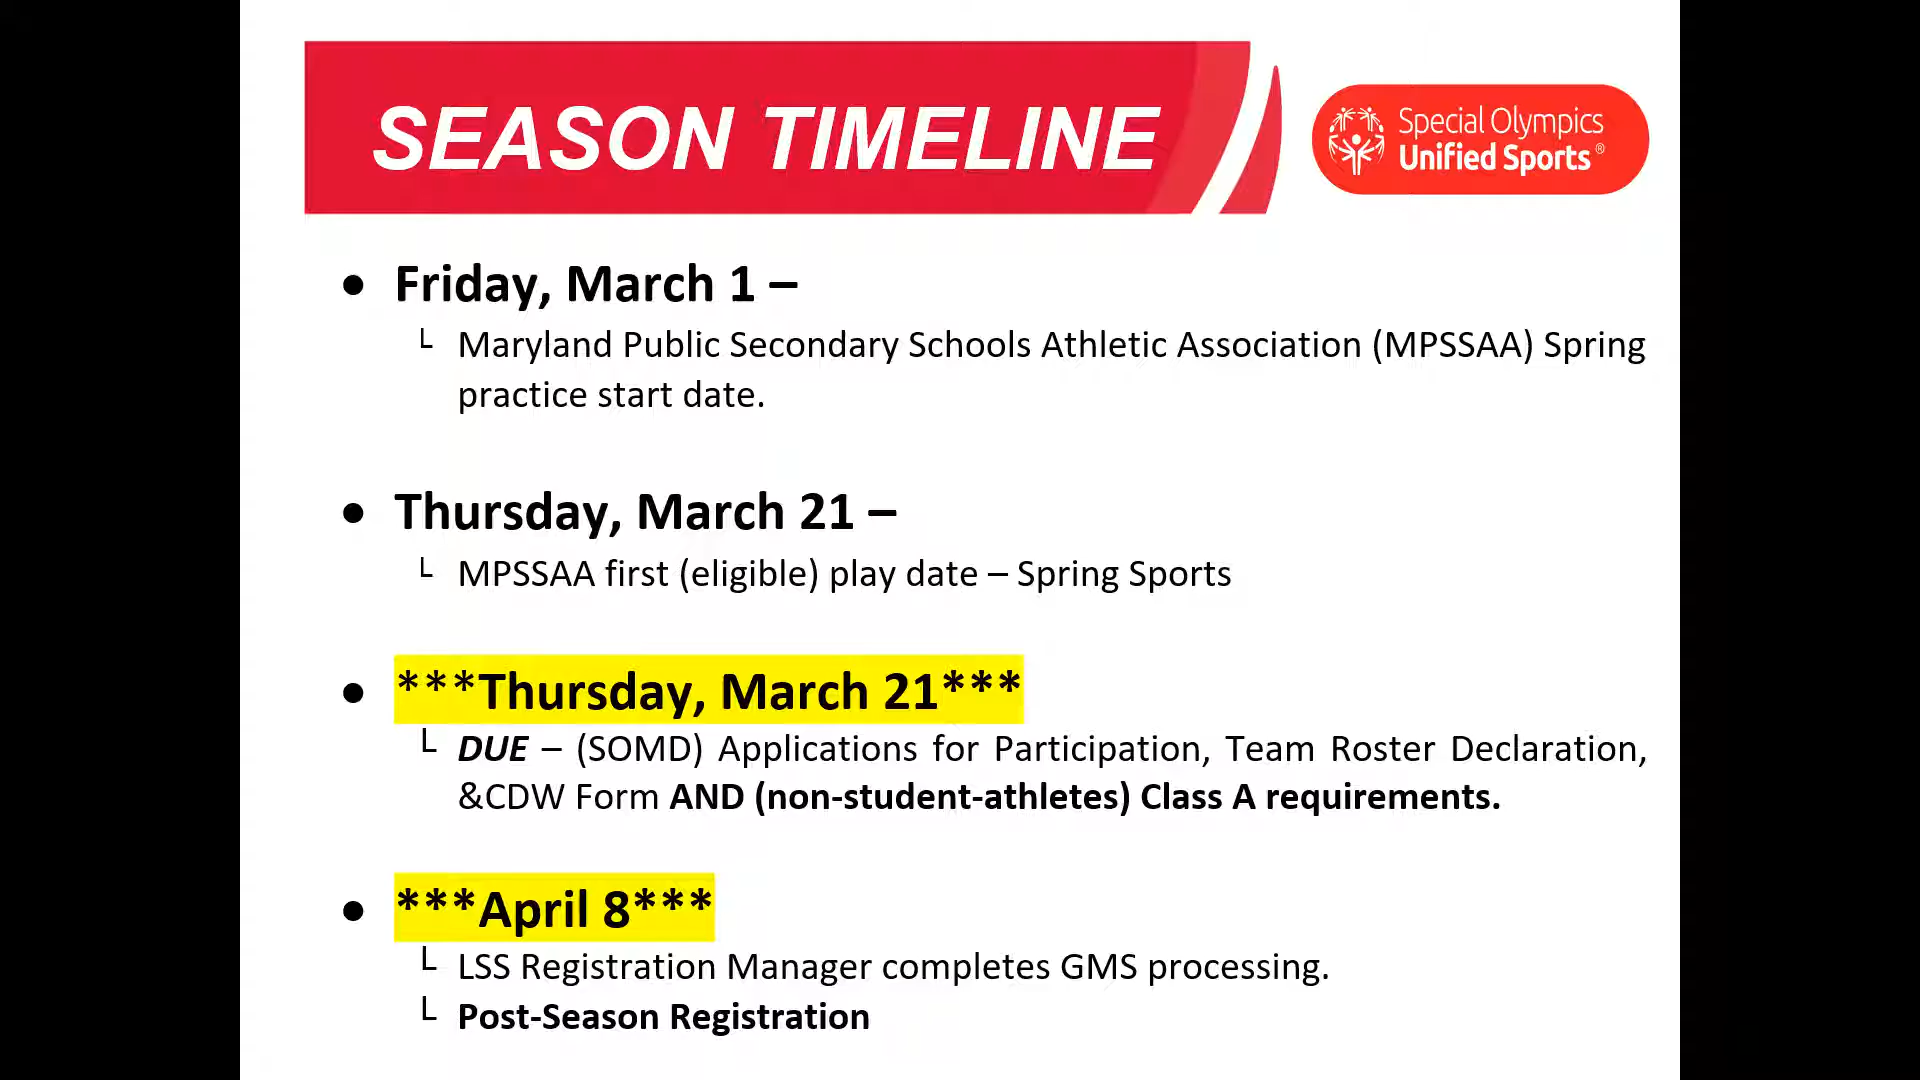 SEASON TIMELINE
Special Olympics
Unified Sports®
• Friday, March 1 –
└ Maryland Public Secondary Schools Athletic Association (MPSSAA) Spring
practice start date.
• Thursday, March 21 –
└ MPSSAA first (eligible) play date – Spring Sports
• ***Thursday, March 21***
└ DUE – (SOMD) Applications for Participation, Team Roster Declaration,
&CDW Form AND (non-student-athletes) Class A requirements.
• ***April 8***
└ LSS Registration Manager completes GMS processing.
└ Post-Season Registration